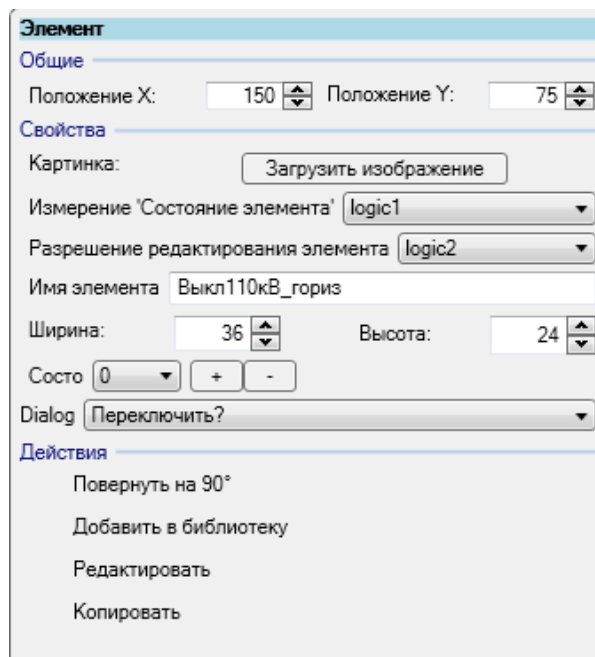 Элемент
Общие
Положение X: 150 Положение Y: 75
Свойства
Картинка: Загрузить изображение
Измерение 'Состояние элемента' logic1
Разрешение редактирования элемента logic2
Имя элемента Выкл110кВ_гориз
Ширина: 36 Высота: 24
Состо 0 + -
Dialog Переключить?
Действия
Повернуть на 90°
Добавить в библиотеку
Редактировать
Копировать